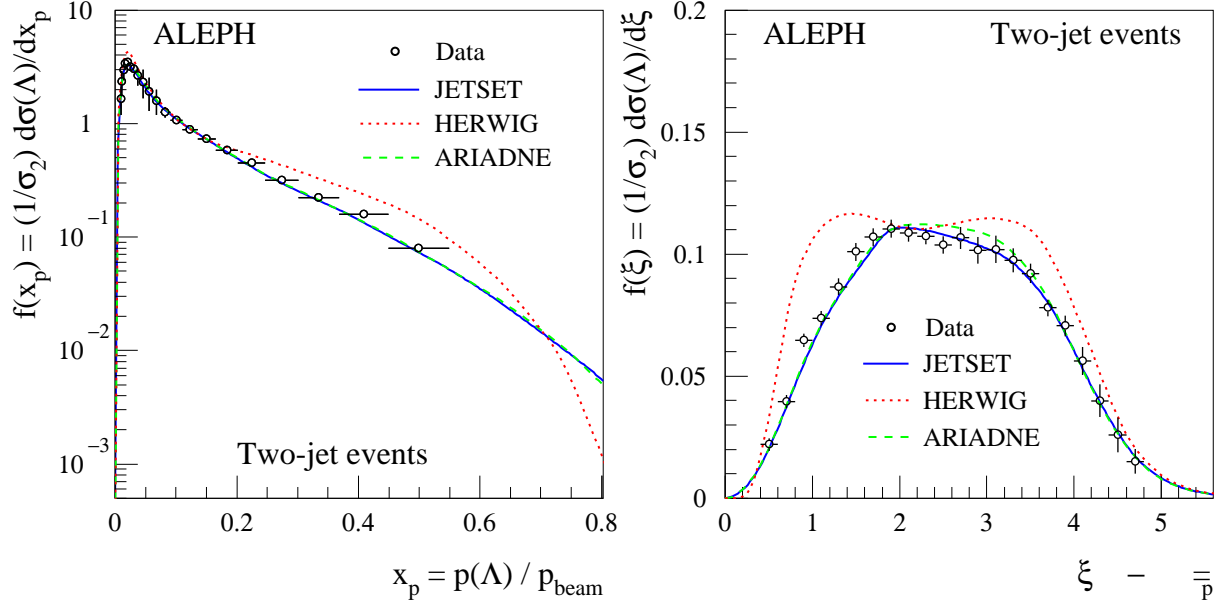 f(x_p) = (1/σ_2) dσ(Λ)/dx_p
10
1
10^−1
10^−2
10^−3
ALEPH
Data
JETSET
HERWIG
ARIADNE
Two-jet events
0 0.2 0.4 0.6 0.8
x_p = p(Λ) / p_beam
f(ξ) = (1/σ_2) dσ(Λ)/dξ
0.2
0.15
0.1
0.05
0
ALEPH Two-jet events
Data
JETSET
HERWIG
ARIADNE
0 1 2 3 4 5
ξ − = p